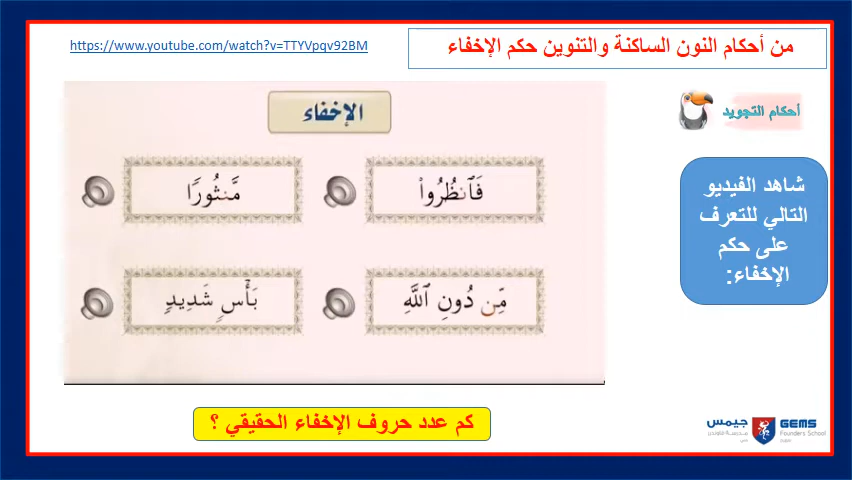 من أحكام النون الساكنة والتنوين حكم الإخفاء
https://www.youtube.com/watch?v=TTYVpqv92BM
أحكام التجويد
شاهد الفيديو
التالي للتعرف
على حكم
الإخفاء:
الإخفاء
فَٱنظُرُوا۟
مَّنثُورًا
مِّن دُونِ ٱللَّهِ
بَأْسٍ شَدِيدٍ
كم عدد حروف الإخفاء الحقيقي ؟
جيمس
GEMS
Founders School